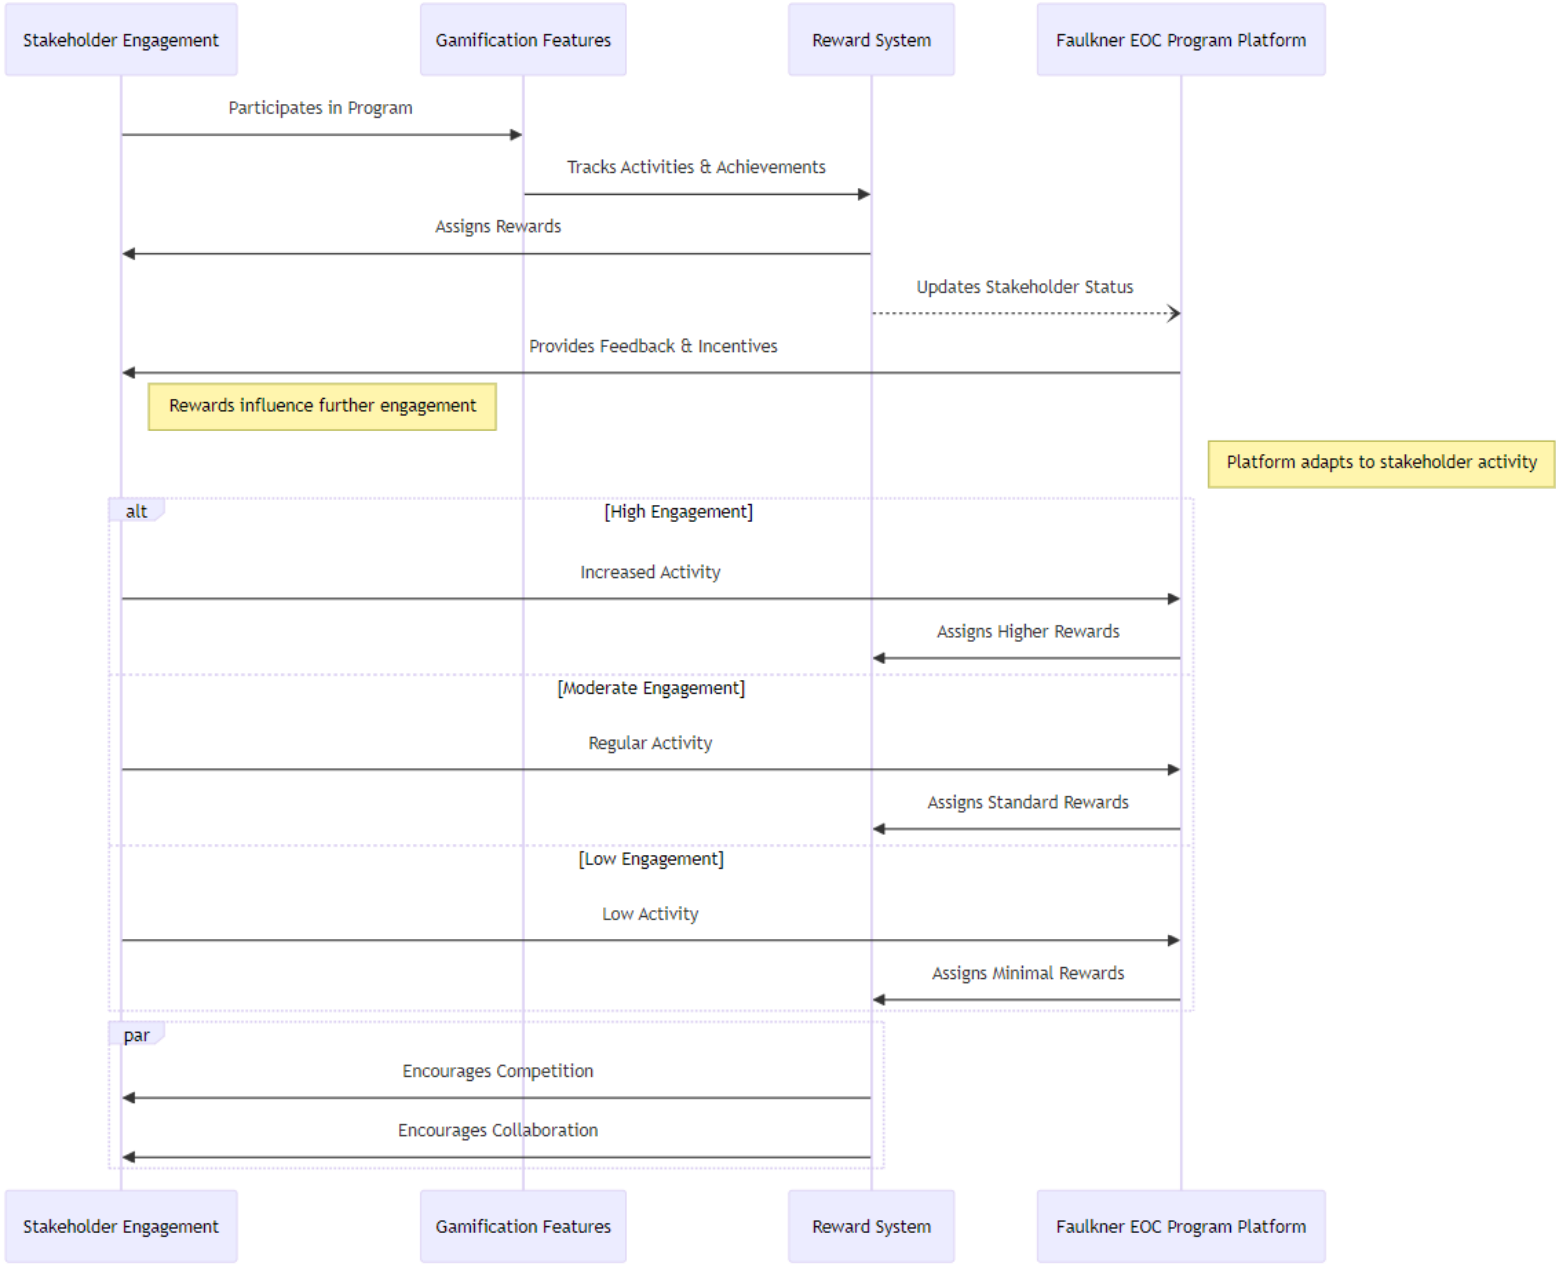 Stakeholder Engagement
Gamification Features
Reward System
Faulkner EOC Program Platform
Participates in Program
Tracks Activities & Achievements
Assigns Rewards
Updates Stakeholder Status
Provides Feedback & Incentives
Rewards influence further engagement
Platform adapts to stakeholder activity
alt
[High Engagement]
Increased Activity
Assigns Higher Rewards
[Moderate Engagement]
Regular Activity
Assigns Standard Rewards
[Low Engagement]
Low Activity
Assigns Minimal Rewards
par
Encourages Competition
Encourages Collaboration
Stakeholder Engagement
Gamification Features
Reward System
Faulkner EOC Program Platform